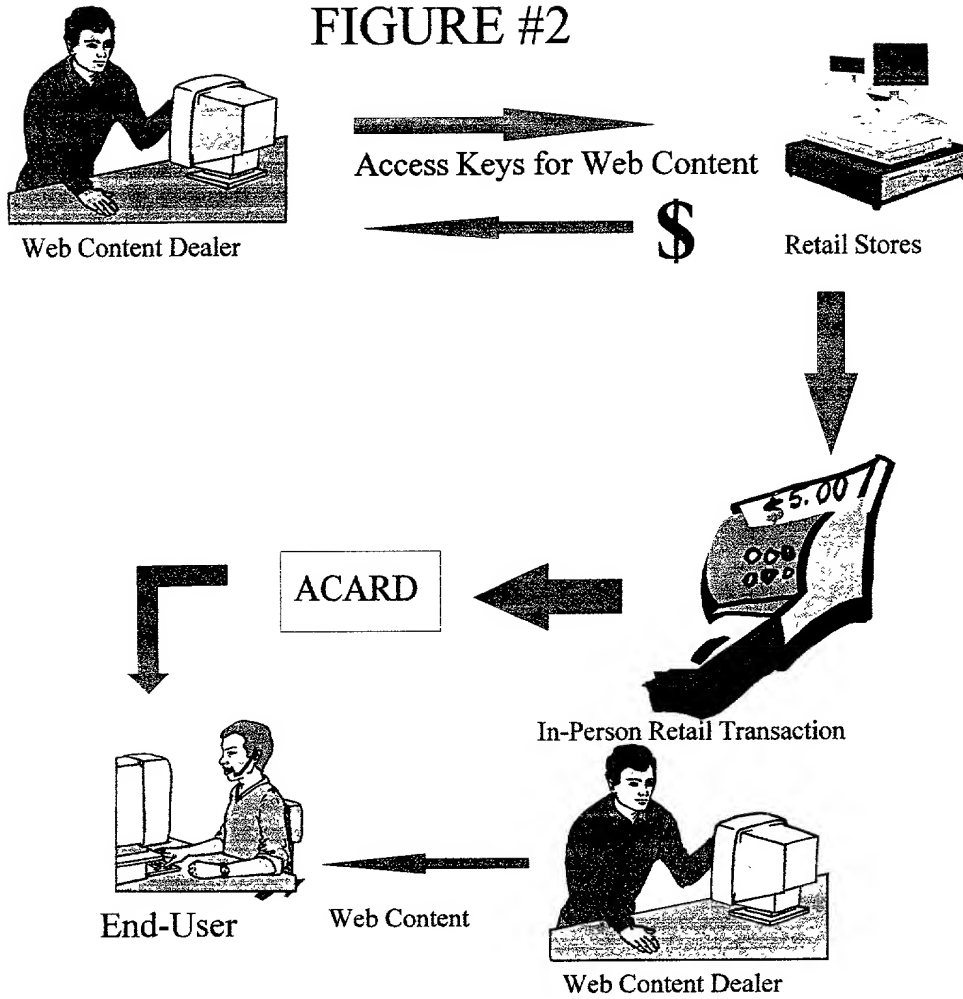 FIGURE #2
Access Keys for Web Content
$
Web Content Dealer
Retail Stores
$5.00
ACARD
In-Person Retail Transaction
End-User
Web Content
Web Content Dealer